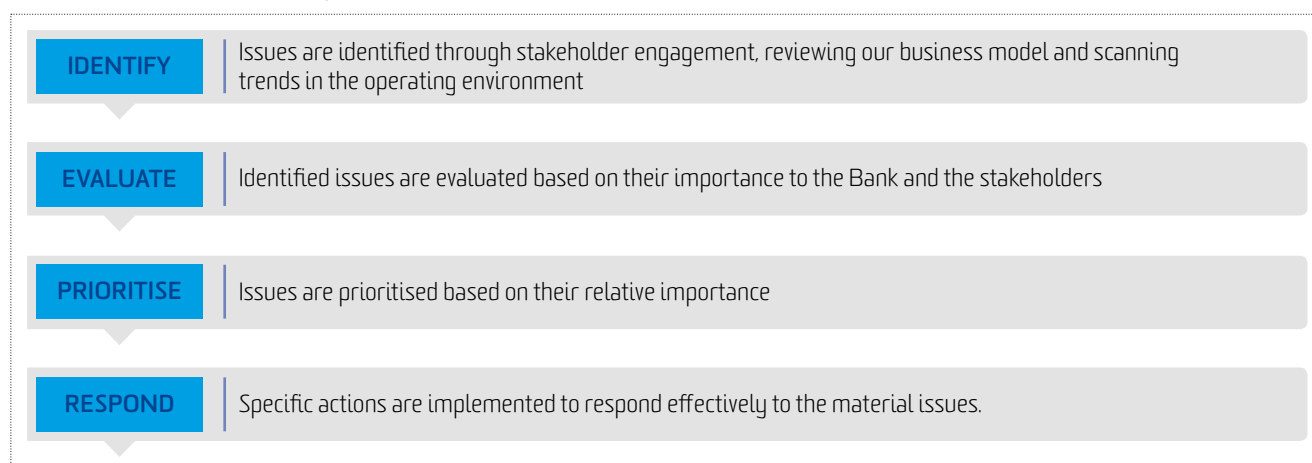 IDENTIFY
Issues are identified through stakeholder engagement, reviewing our business model and scanning
trends in the operating environment
EVALUATE
Identified issues are evaluated based on their importance to the Bank and the stakeholders
PRIORITISE
Issues are prioritised based on their relative importance
RESPOND
Specific actions are implemented to respond effectively to the material issues.